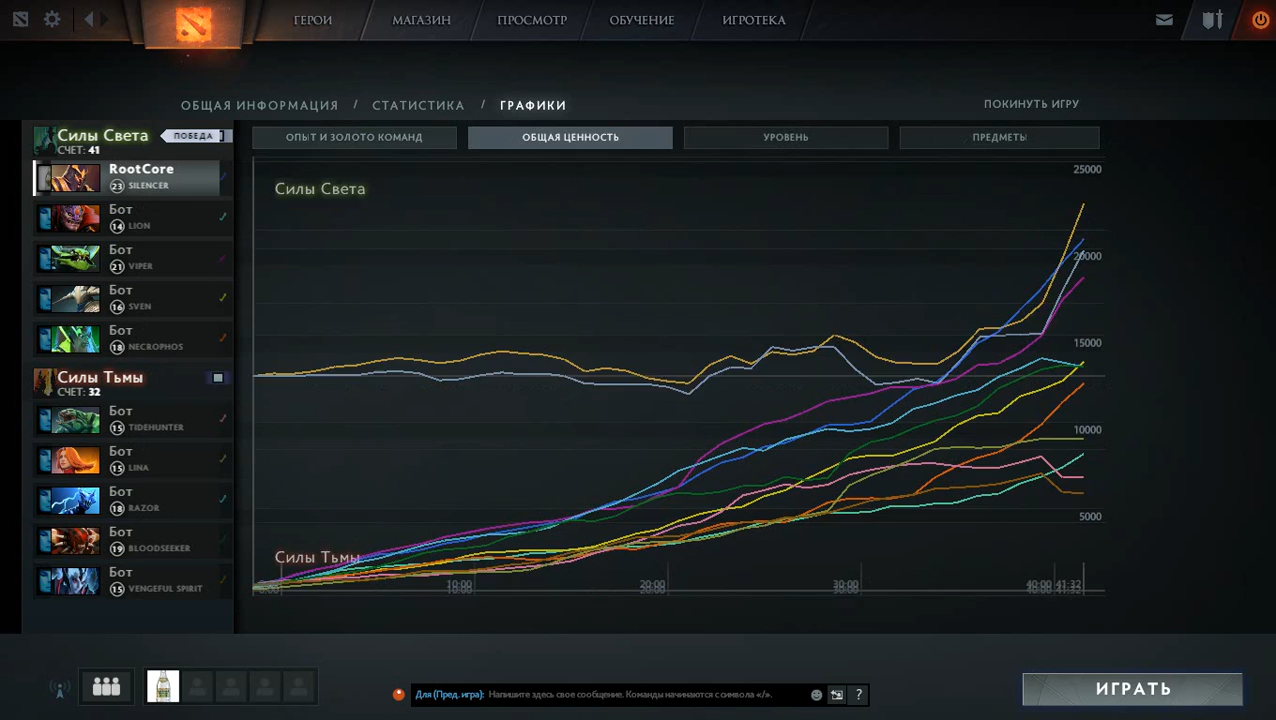 ГЕРОИ
МАГАЗИН
ПРОСМОТР
ОБУЧЕНИЕ
ИГРОТЕКА
ОБЩАЯ ИНФОРМАЦИЯ / СТАТИСТИКА / ГРАФИКИ
ПОКИНУТЬ ИГРУ
Силы Света
ПОБЕДА
СЧЕТ: 41
RootCore
23 SILENCER
Бот
14 LION
Бот
21 VIPER
Бот
16 SVEN
Бот
18 NECROPHOS
Силы Тьмы
СЧЕТ: 32
Бот
15 TIDEHUNTER
Бот
15 LINA
Бот
18 RAZOR
Бот
19 BLOODSEEKER
Бот
15 VENGEFUL SPIRIT
ОПЫТ И ЗОЛОТО КОМАНД
ОБЩАЯ ЦЕННОСТЬ
УРОВЕНЬ
ПРЕДМЕТЫ
Силы Света
25000
20000
15000
10000
5000
Силы Тьмы
10:00
20:00
30:00
40:00
41:32
Для (Пред. игра): Напишите здесь свое сообщение. Команды начинаются с символа «/».
?
ИГРАТЬ